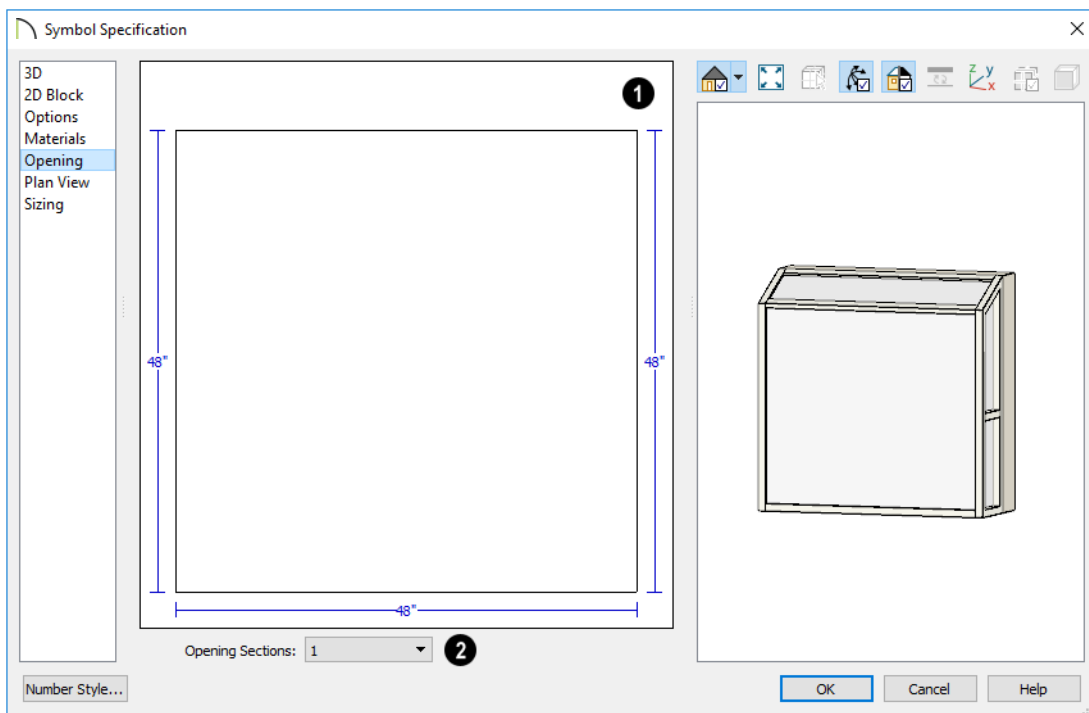 Symbol Specification
3D
2D Block
Options
Materials
Opening
Plan View
Sizing
1
48"
48"
48"
Opening Sections: 1
2
z y
x
Number Style...
OK
Cancel
Help